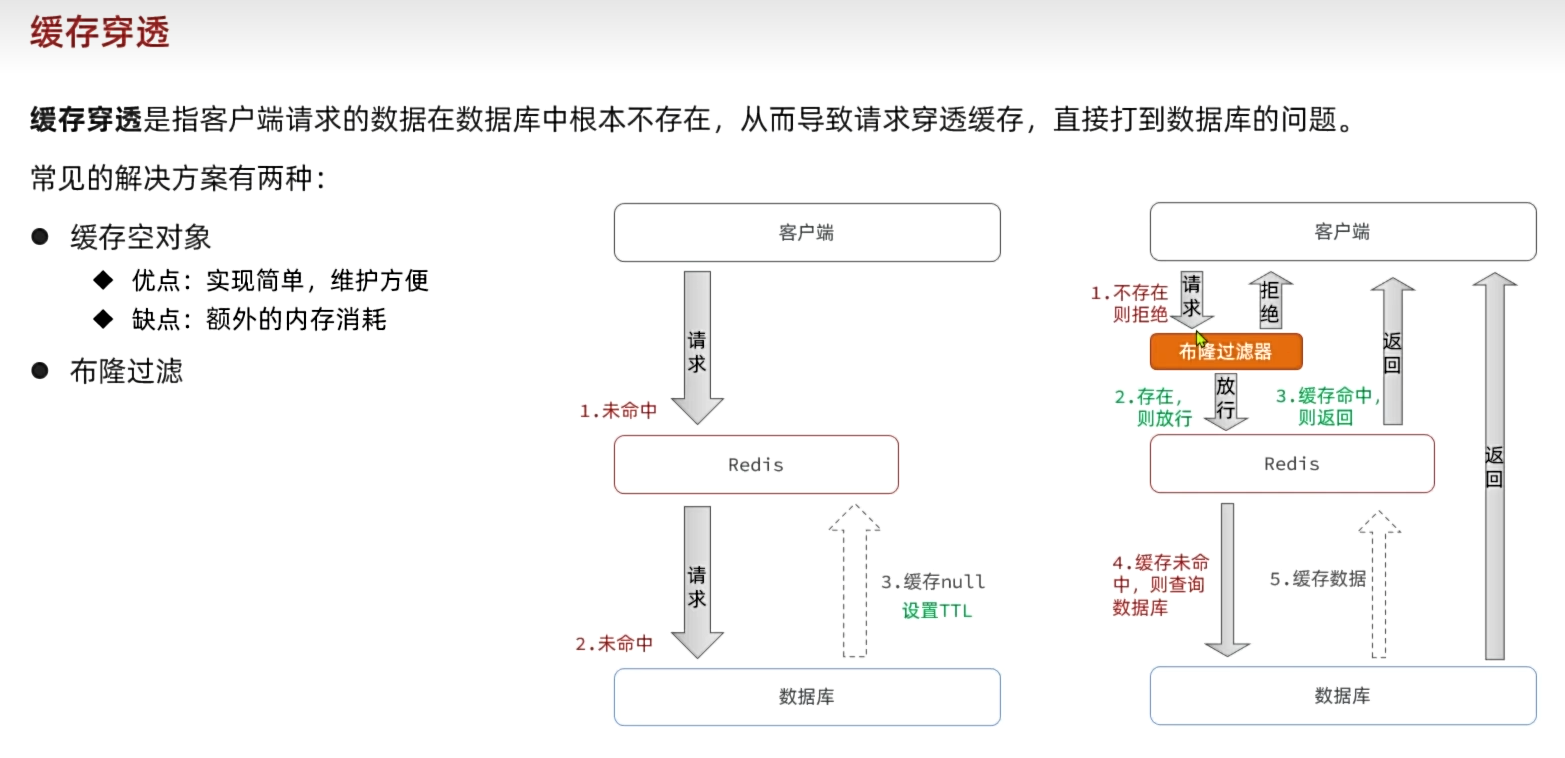 缓存穿透
缓存穿透是指客户端请求的数据在数据库中根本不存在，从而导致请求穿透缓存，直接打到数据库的问题。
常见的解决方案有两种：
● 缓存空对象
◆ 优点：实现简单，维护方便
◆ 缺点：额外的内存消耗
● 布隆过滤
客户端
请求
1.未命中
Redis
请求
2.未命中
3.缓存null
设置TTL
数据库
客户端
1.不存在
则拒绝
请求
拒绝
布隆过滤器
2.存在，
则放行
放行
3.缓存命中，
则返回
返回
Redis
返回
4.缓存未命
中，则查询
数据库
5.缓存数据
数据库